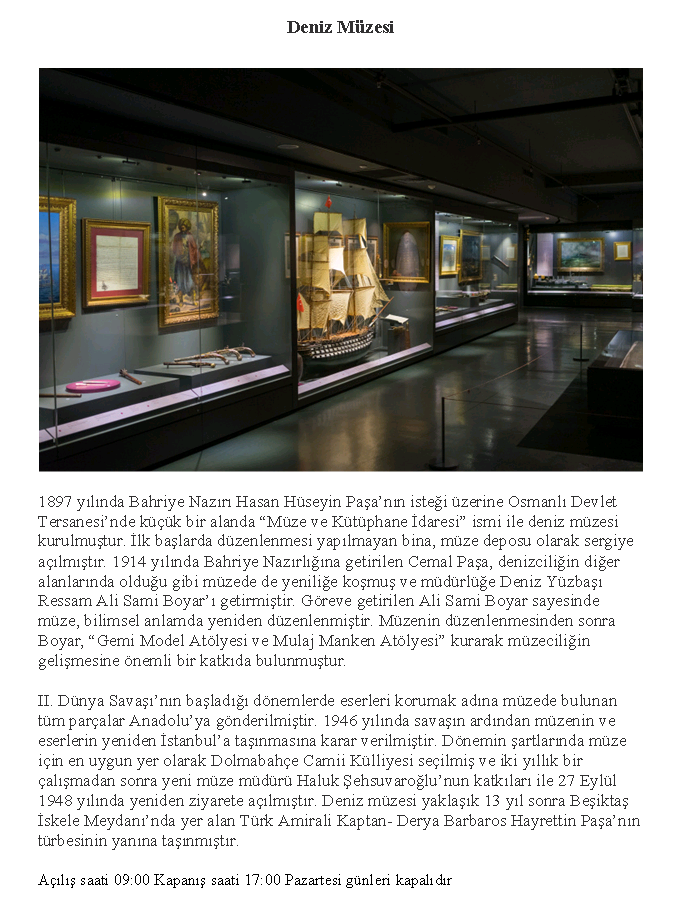 Deniz Müzesi
1897 yılında Bahriye Nazırı Hasan Hüseyin Paşa’nın isteği üzerine Osmanlı Devlet
Tersanesi’nde küçük bir alanda “Müze ve Kütüphane İdaresi” ismi ile deniz müzesi
kurulmuştur. İlk başlarda düzenlenmesi yapılmayan bina, müze deposu olarak sergiye
açılmıştır. 1914 yılında Bahriye Nazırlığına getirilen Cemal Paşa, denizciliğin diğer
alanlarında olduğu gibi müzede de yeniliğe koşmuş ve müdürlüğe Deniz Yüzbaşı
Ressam Ali Sami Boyar’ı getirmiştir. Göreve getirilen Ali Sami Boyar sayesinde
müze, bilimsel anlamda yeniden düzenlenmiştir. Müzenin düzenlenmesinden sonra
Boyar, “Gemi Model Atölyesi ve Mulaj Manken Atölyesi” kurarak müzeciliğin
gelişmesine önemli bir katkıda bulunmuştur.
II. Dünya Savaşı’nın başladığı dönemlerde eserleri korumak adına müzede bulunan
tüm parçalar Anadolu’ya gönderilmiştir. 1946 yılında savaşın ardından müzenin ve
eserlerin yeniden İstanbul’a taşınmasına karar verilmiştir. Dönemin şartlarında müze
için en uygun yer olarak Dolmabahçe Camii Külliyesi seçilmiş ve iki yıllık bir
çalışmadan sonra yeni müze müdürü Haluk Şehsuvaroğlu’nun katkıları ile 27 Eylül
1948 yılında yeniden ziyarete açılmıştır. Deniz müzesi yaklaşık 13 yıl sonra Beşiktaş
İskele Meydanı’nda yer alan Türk Amirali Kaptan- Derya Barbaros Hayrettin Paşa’nın
türbesinin yanına taşınmıştır.
Açılış saati 09:00 Kapanış saati 17:00 Pazartesi günleri kapalıdır